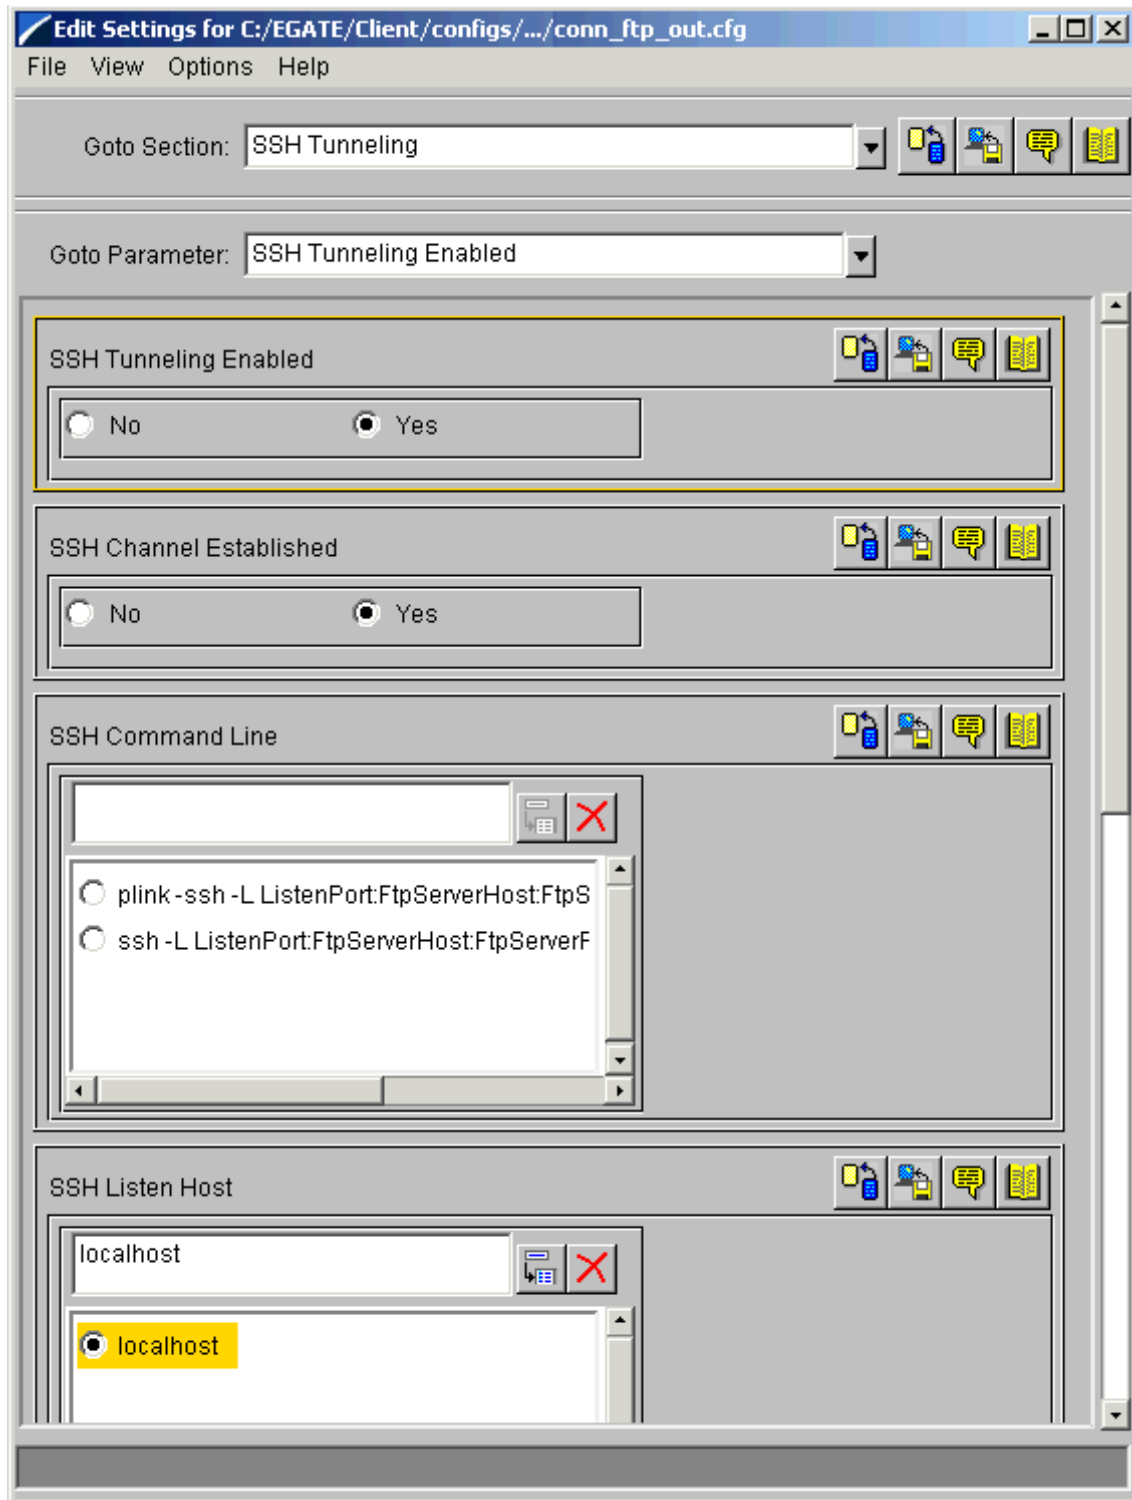 Edit Settings for C:/EGATE/Client/configs/.../conn_ftp_out.cfg
File View Options Help
Goto Section: SSH Tunneling
Goto Parameter: SSH Tunneling Enabled
SSH Tunneling Enabled
No Yes
SSH Channel Established
No Yes
SSH Command Line
plink -ssh -L ListenPort:FtpServerHost:FtpS
ssh -L ListenPort:FtpServerHost:FtpServerF
SSH Listen Host
localhost
localhost